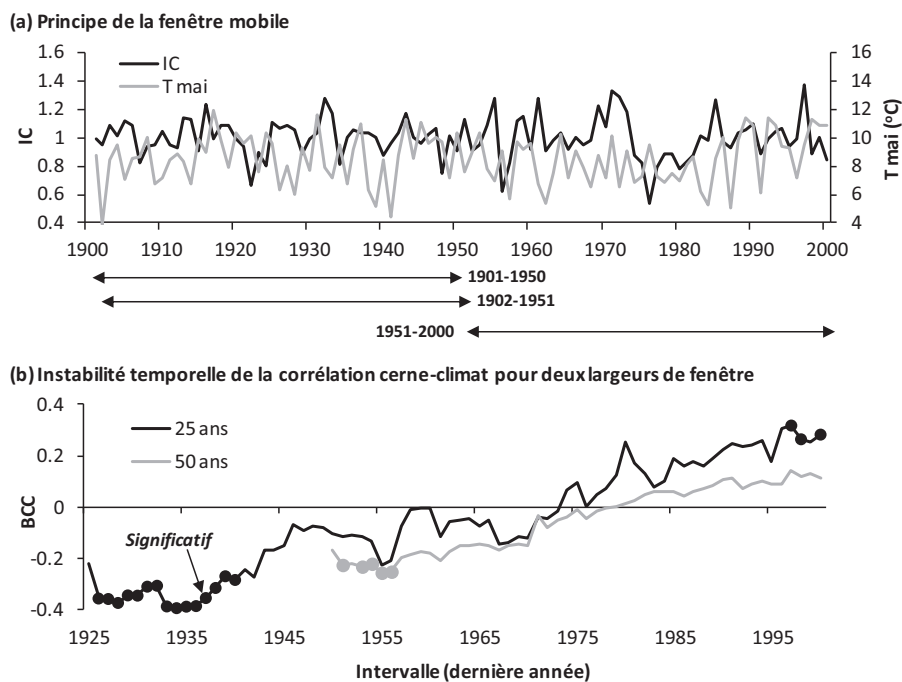 (a) Principe de la fenêtre mobile
1.6
1.4
1.2
1
0.8
0.6
0.4
IC
IC
T mai
16
14
12
10
8
6
4
T mai (°C)
1900 1910 1920 1930 1940 1950 1960 1970 1980 1990 2000
1901-1950
1902-1951
1951-2000
(b) Instabilité temporelle de la corrélation cerne-climat pour deux largeurs de fenêtre
0.4
0.2
0
-0.2
-0.4
BCC
25 ans
50 ans
Significatif
1925 1935 1945 1955 1965 1975 1985 1995
Intervalle (dernière année)